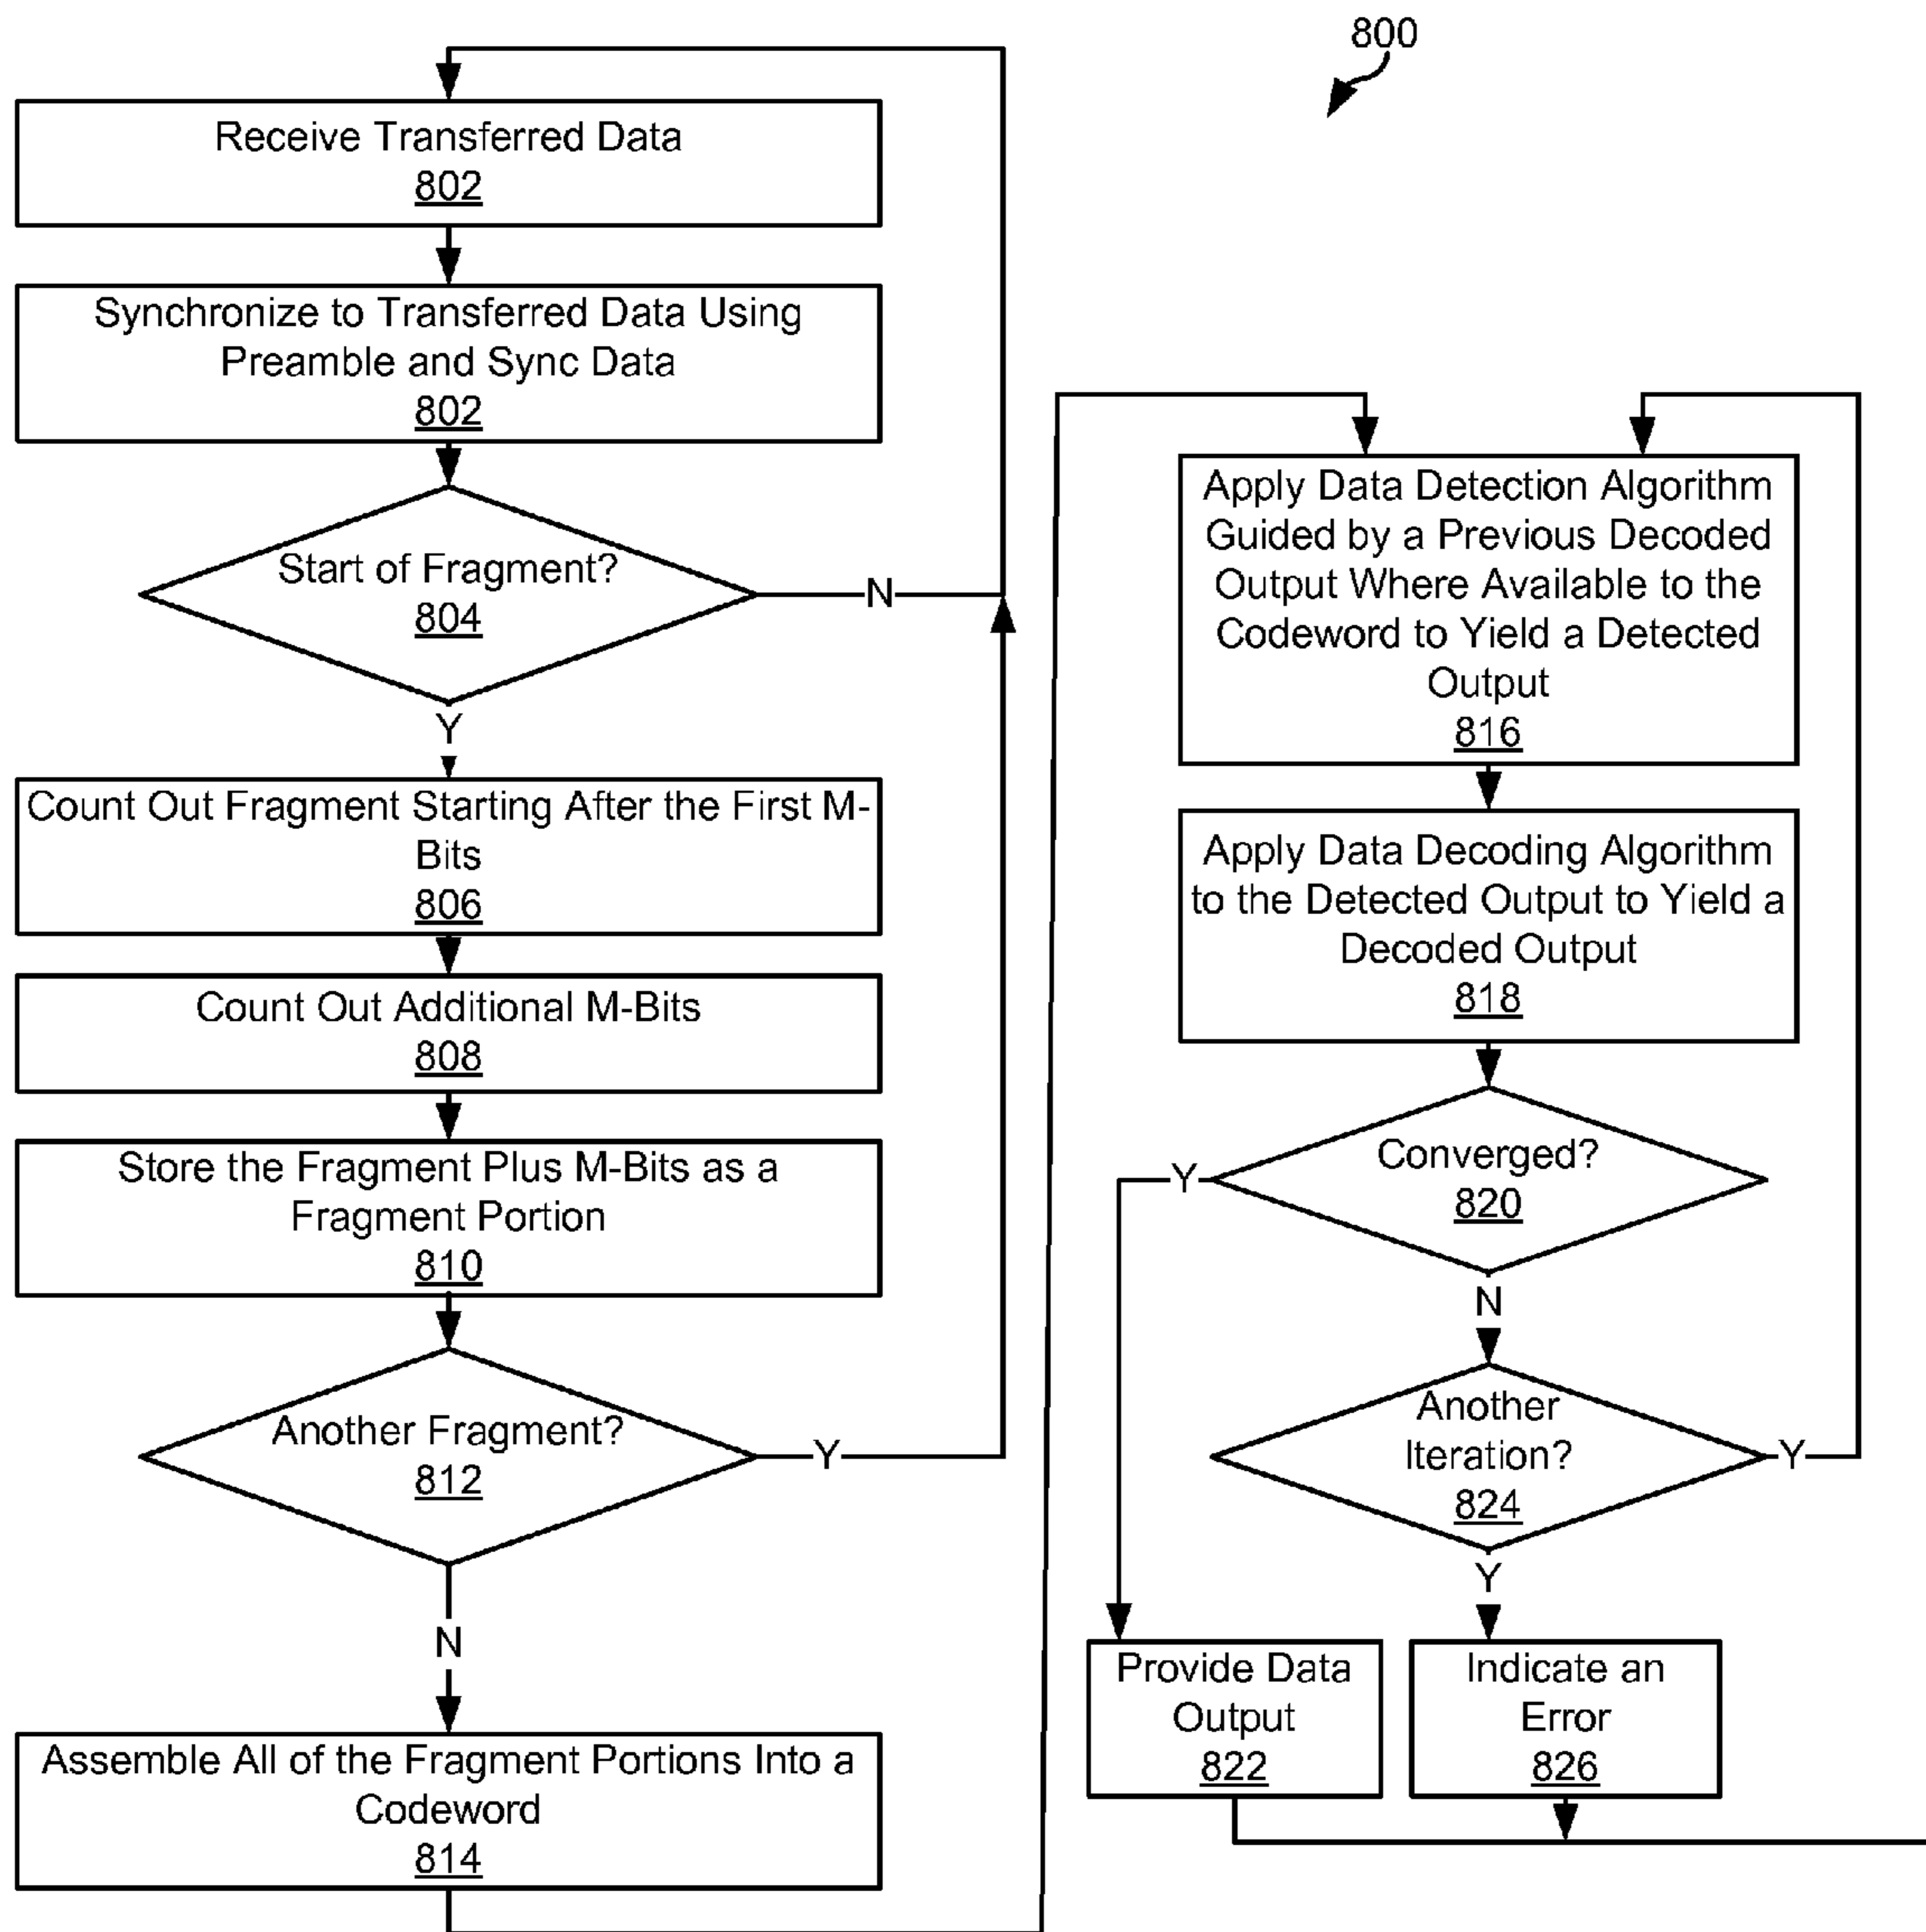 800
Receive Transferred Data
802
Synchronize to Transferred Data Using
Preamble and Sync Data
802
Start of Fragment?
804
N
Y
Count Out Fragment Starting After the First M-
Bits
806
Count Out Additional M-Bits
808
Store the Fragment Plus M-Bits as a
Fragment Portion
810
Another Fragment?
812
Y
N
Assemble All of the Fragment Portions Into a
Codeword
814
Apply Data Detection Algorithm
Guided by a Previous Decoded
Output Where Available to the
Codeword to Yield a Detected
Output
816
Apply Data Decoding Algorithm
to the Detected Output to Yield a
Decoded Output
818
Converged?
820
Y
N
Another
Iteration?
824
Y
Y
Provide Data
Output
822
Indicate an
Error
826